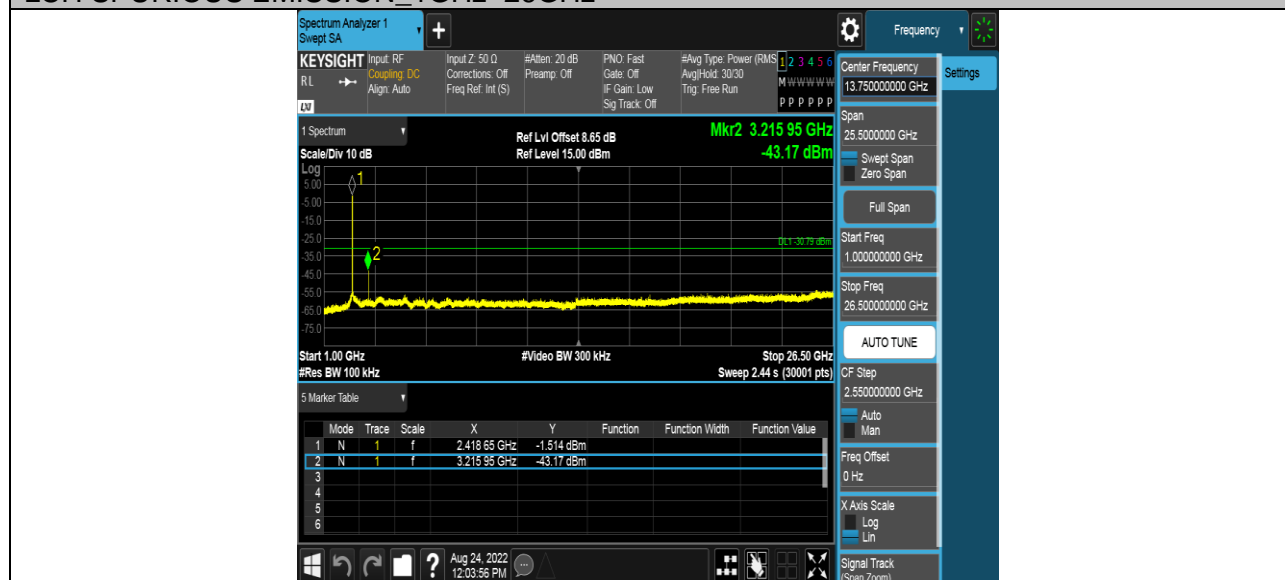 Spectrum Analyzer 1
Swept SA
Frequency
KEYSIGHT
RL
LXI
Input: RF
Coupling: DC
Align: Auto
Input Z: 50 Ω
Corrections: Off
Freq Ref: Int (S)
#Atten: 20 dB
Preamp: Off
PNO: Fast
Gate: Off
IF Gain: Low
Sig Track: Off
#Avg Type: Power (RMS
Avg|Hold: 30/30
Trig: Free Run
1 2 3 4 5 6
M W W W W W
P P P P P P
Settings
1 Spectrum
Scale/Div 10 dB
Ref Lvl Offset 8.65 dB
Ref Level 15.00 dBm
Mkr2 3.215 95 GHz
-43.17 dBm
Log
5.00
-5.00
-15.0
-25.0
-35.0
-45.0
-55.0
-65.0
-75.0
1
2
DL1 -30.79 dBm
Start 1.00 GHz
#Video BW 300 kHz
Stop 26.50 GHz
#Res BW 100 kHz
Sweep 2.44 s (30001 pts)
5 Marker Table
Mode Trace Scale X Y Function Function Width Function Value
1 N 1 f 2.418 65 GHz -1.514 dBm
2 N 1 f 3.215 95 GHz -43.17 dBm
3
4
5
6
Aug 24, 2022
12:03:56 PM
Center Frequency
13.750000000 GHz
Span
25.5000000 GHz
Swept Span
Zero Span
Full Span
Start Freq
1.000000000 GHz
Stop Freq
26.500000000 GHz
AUTO TUNE
CF Step
2.550000000 GHz
Auto
Man
Freq Offset
0 Hz
X Axis Scale
Log
Lin
Signal Track
(Span Zoom)